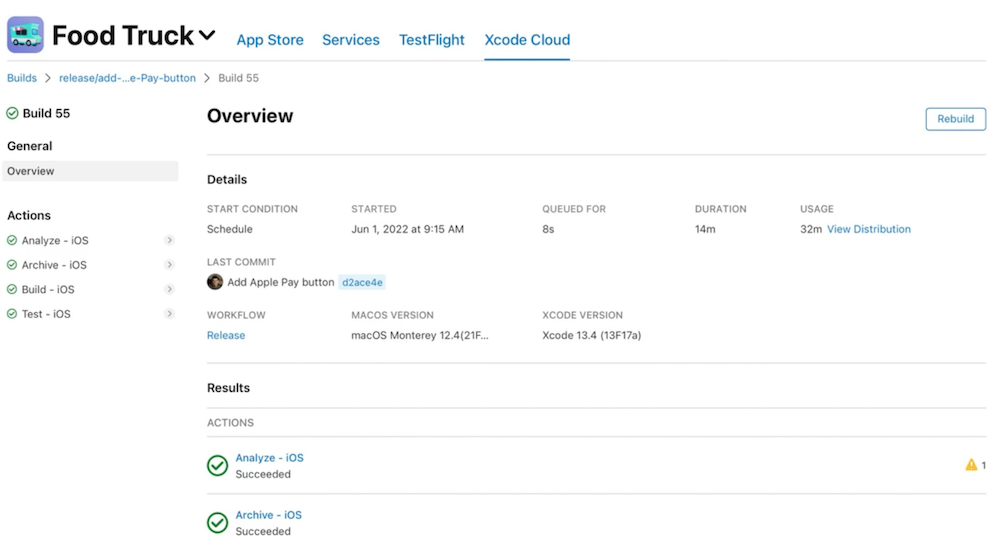 Food Truck
App Store Services TestFlight Xcode Cloud
Builds > release/add-...e-Pay-button > Build 55
Build 55
General
Overview
Actions
Analyze - iOS
Archive - iOS
Build - iOS
Test - iOS
Overview
Rebuild
Details
START CONDITION STARTED QUEUED FOR DURATION USAGE
Schedule Jun 1, 2022 at 9:15 AM 8s 14m 32m View Distribution
LAST COMMIT
Add Apple Pay button d2ace4e
WORKFLOW MACOS VERSION XCODE VERSION
Release macOS Monterey 12.4(21F... Xcode 13.4 (13F17a)
Results
ACTIONS
Analyze - iOS
Succeeded
1
Archive - iOS
Succeeded